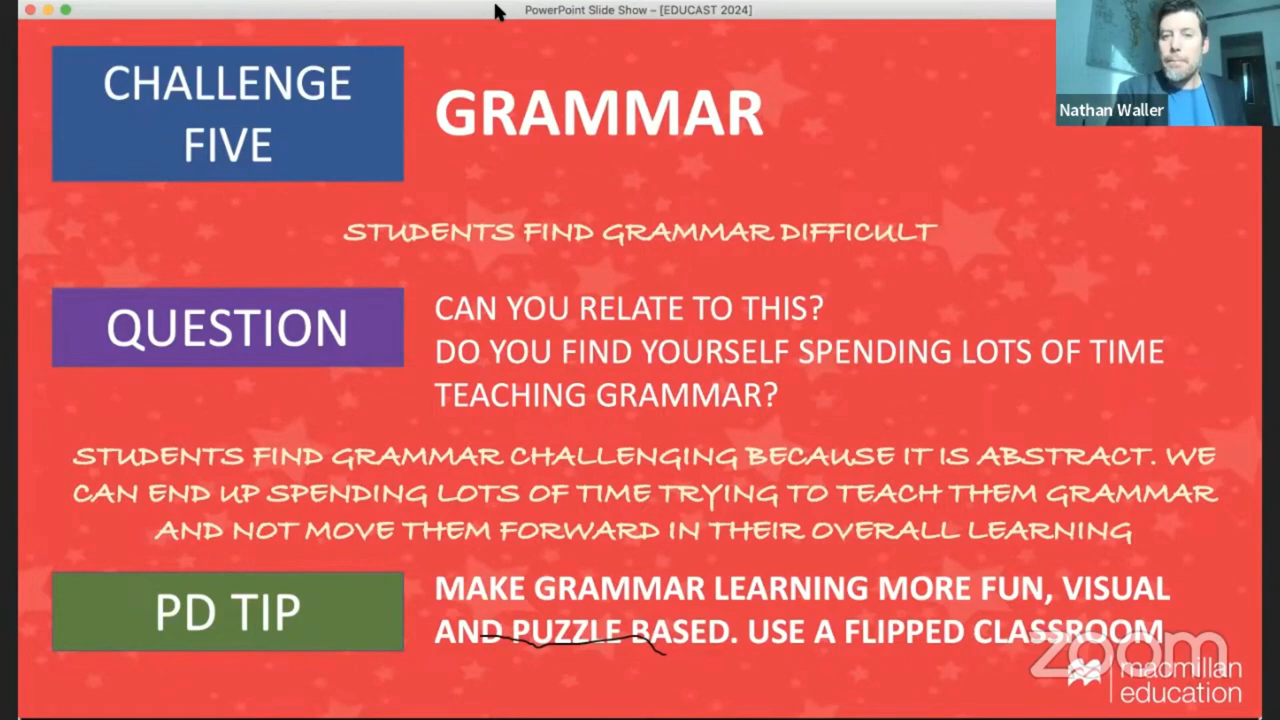 PowerPoint Slide Show – [EDUCAST 2024]
Nathan Waller
CHALLENGE
FIVE
GRAMMAR
STUDENTS FIND GRAMMAR DIFFICULT
QUESTION
CAN YOU RELATE TO THIS?
DO YOU FIND YOURSELF SPENDING LOTS OF TIME
TEACHING GRAMMAR?
STUDENTS FIND GRAMMAR CHALLENGING BECAUSE IT IS ABSTRACT. WE
CAN END UP SPENDING LOTS OF TIME TRYING TO TEACH THEM GRAMMAR
AND NOT MOVE THEM FORWARD IN THEIR OVERALL LEARNING
PD TIP
MAKE GRAMMAR LEARNING MORE FUN, VISUAL
AND PUZZLE BASED. USE A FLIPPED CLASSROOM
zoom
macmillan
education